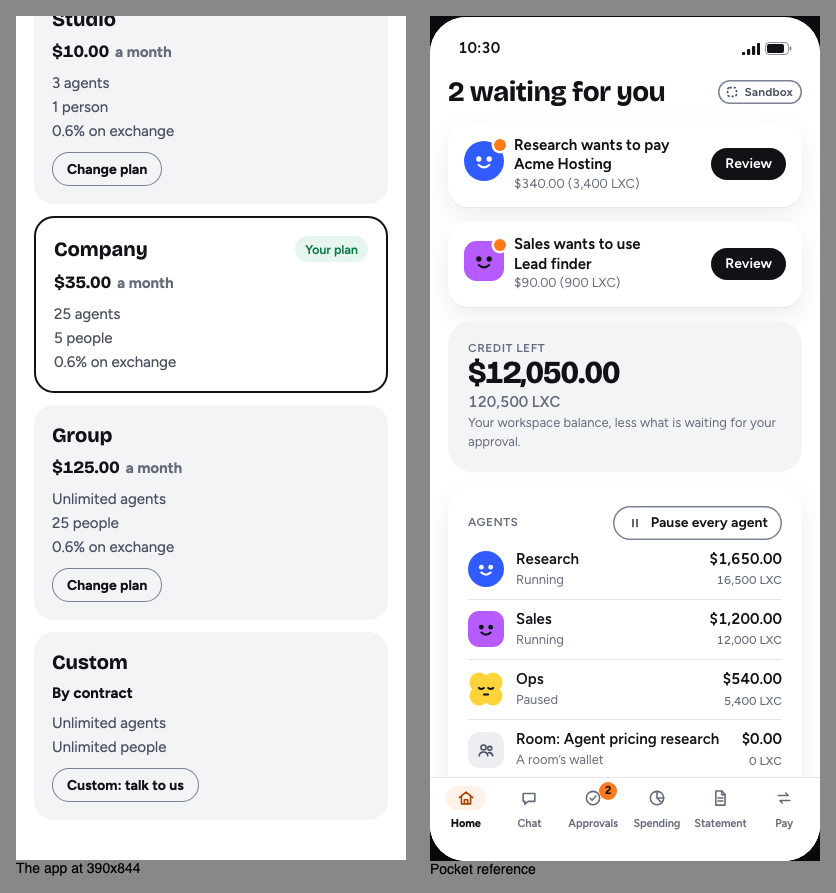 Studio
$10.00 a month
3 agents
1 person
0.6% on exchange
Change plan
Company
Your plan
$35.00 a month
25 agents
5 people
0.6% on exchange
Group
$125.00 a month
Unlimited agents
25 people
0.6% on exchange
Change plan
Custom
By contract
Unlimited agents
Unlimited people
Custom: talk to us
The app at 390x844
10:30
2 waiting for you
Sandbox
Research wants to pay
Acme Hosting
$340.00 (3,400 LXC)
Review
Sales wants to use
Lead finder
$90.00 (900 LXC)
Review
CREDIT LEFT
$12,050.00
120,500 LXC
Your workspace balance, less what is waiting for your
approval.
AGENTS
Pause every agent
Research
$1,650.00
Running
16,500 LXC
Sales
$1,200.00
Running
12,000 LXC
Ops
$540.00
Paused
5,400 LXC
Room: Agent pricing research
$0.00
A room's wallet
0 LXC
2
Home
Chat
Approvals
Spending
Statement
Pay
Pocket reference